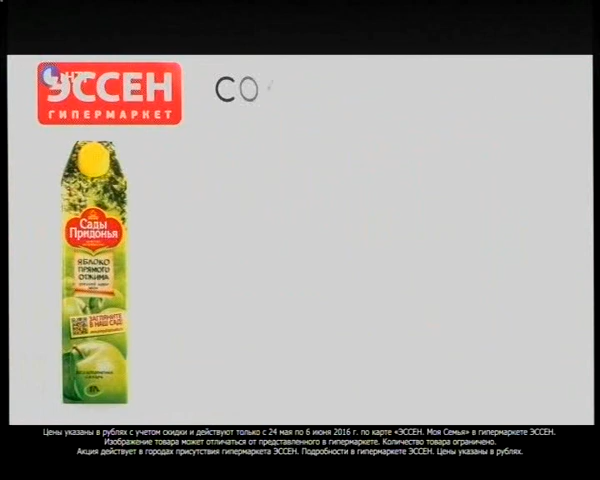 ЭССЕН
ГИПЕРМАРКЕТ
СО
Сады
Придонья
ЯБЛОКО
ПРЯМОГО
ОТЖИМА
ЗАГЛЯНИТЕ
В НАШ САД!
Цены указаны в рублях с учетом скидки и действуют только с 24 мая по 6 июня 2016 г. по карте «ЭССЕН. Моя Семья» в гипермаркете ЭССЕН.
Изображение товара может отличаться от представленного в гипермаркете. Количество товара ограничено.
Акция действует в городах присутствия гипермаркета ЭССЕН. Подробности в гипермаркете ЭССЕН. Цены указаны в рублях.